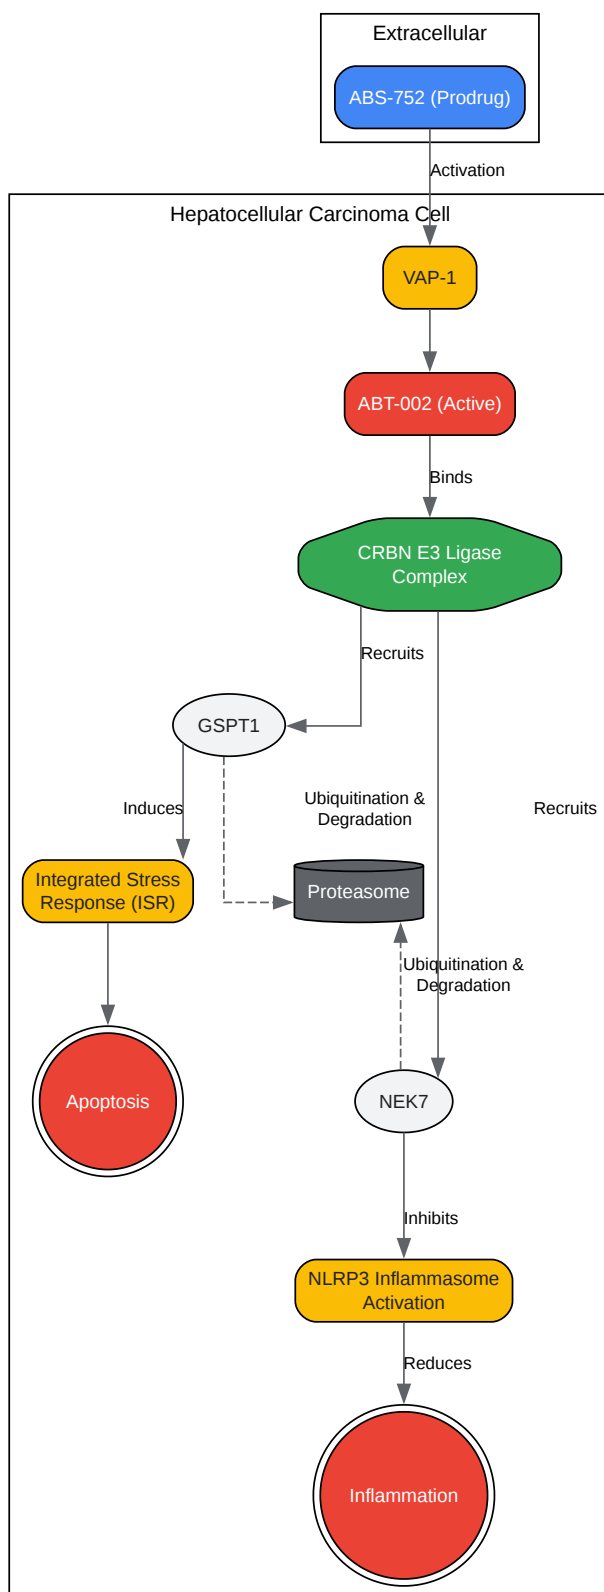 Extracellular
ABS-752 (Prodrug)
Activation
Hepatocellular Carcinoma Cell
VAP-1
ABT-002 (Active)
Binds
CRBN E3 Ligase
Complex
Recruits
GSPT1
Induces
Ubiquitination &
Degradation
Recruits
Integrated Stress
Response (ISR)
Proteasome
Ubiquitination &
Degradation
Apoptosis
NEK7
Inhibits
NLRP3 Inflammasome
Activation
Reduces
Inflammation